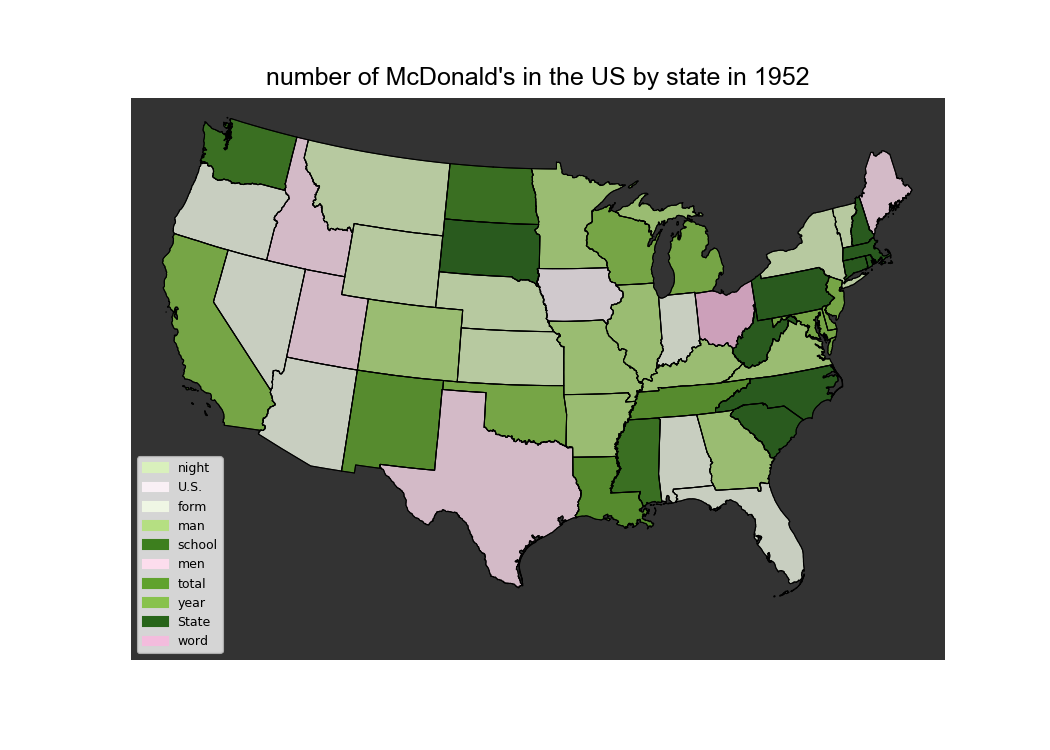 number of McDonald's in the US by state in 1952
night
U.S.
form
man
school
men
total
year
State
word